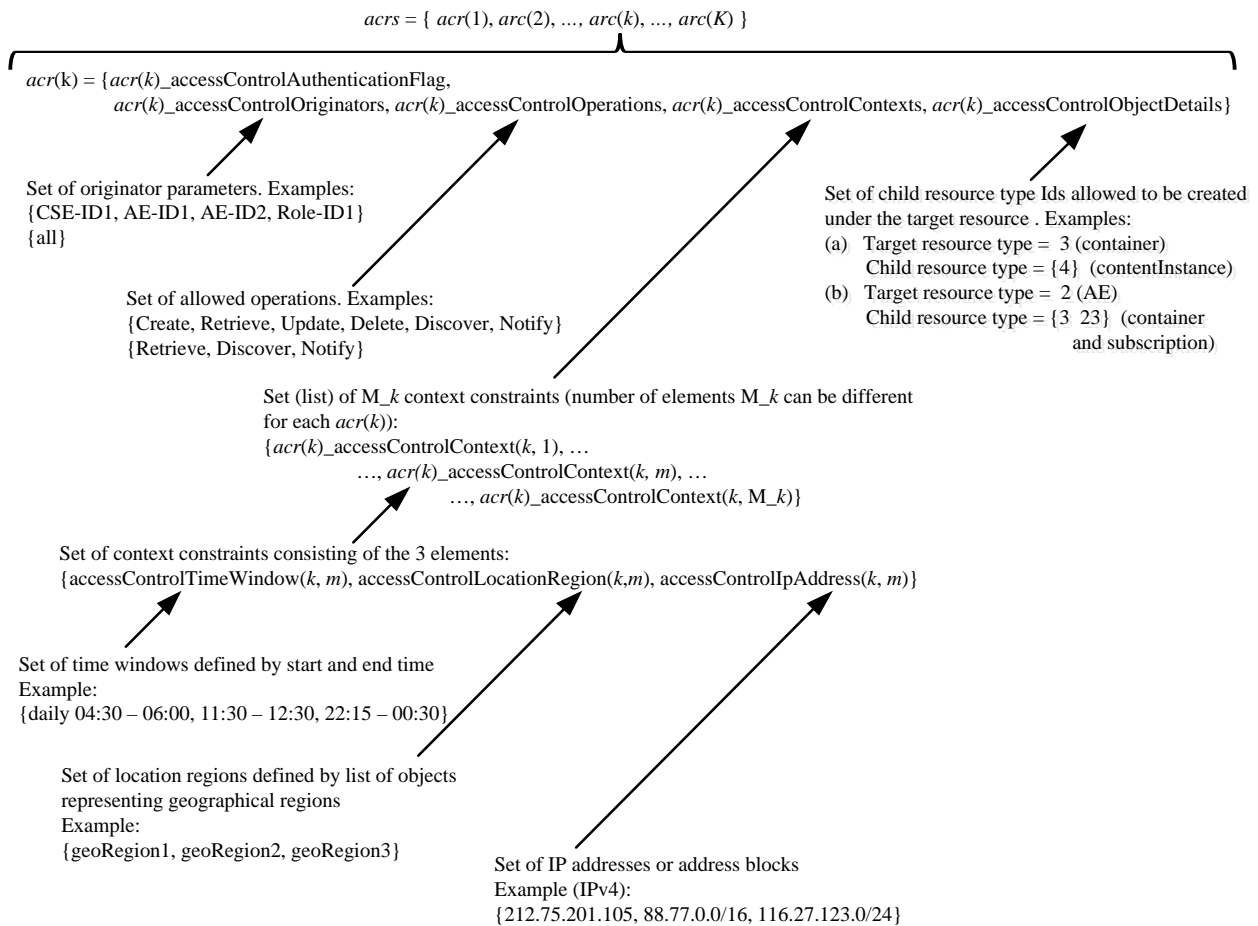 acrs = { acr(1), arc(2), ..., arc(k), ..., arc(K) }
acr(k) = {acr(k)_accessControlAuthenticationFlag,
acr(k)_accessControlOriginators, acr(k)_accessControlOperations, acr(k)_accessControlContexts, acr(k)_accessControlObjectDetails}
Set of originator parameters. Examples:
{CSE-ID1, AE-ID1, AE-ID2, Role-ID1}
{all}
Set of child resource type Ids allowed to be created
under the target resource . Examples:
(a) Target resource type = 3 (container)
Child resource type = {4} (contentInstance)
(b) Target resource type = 2 (AE)
Child resource type = {3 23} (container
and subscription)
Set of allowed operations. Examples:
{Create, Retrieve, Update, Delete, Discover, Notify}
{Retrieve, Discover, Notify}
Set (list) of M_k context constraints (number of elements M_k can be different
for each acr(k)):
{acr(k)_accessControlContext(k, 1), …
…, acr(k)_accessControlContext(k, m), …
…, acr(k)_accessControlContext(k, M_k)}
Set of context constraints consisting of the 3 elements:
{accessControlTimeWindow(k, m), accessControlLocationRegion(k,m), accessControlIpAddress(k, m)}
Set of time windows defined by start and end time
Example:
{daily 04:30 – 06:00, 11:30 – 12:30, 22:15 – 00:30}
Set of location regions defined by list of objects
representing geographical regions
Example:
{geoRegion1, geoRegion2, geoRegion3}
Set of IP addresses or address blocks
Example (IPv4):
{212.75.201.105, 88.77.0.0/16, 116.27.123.0/24}